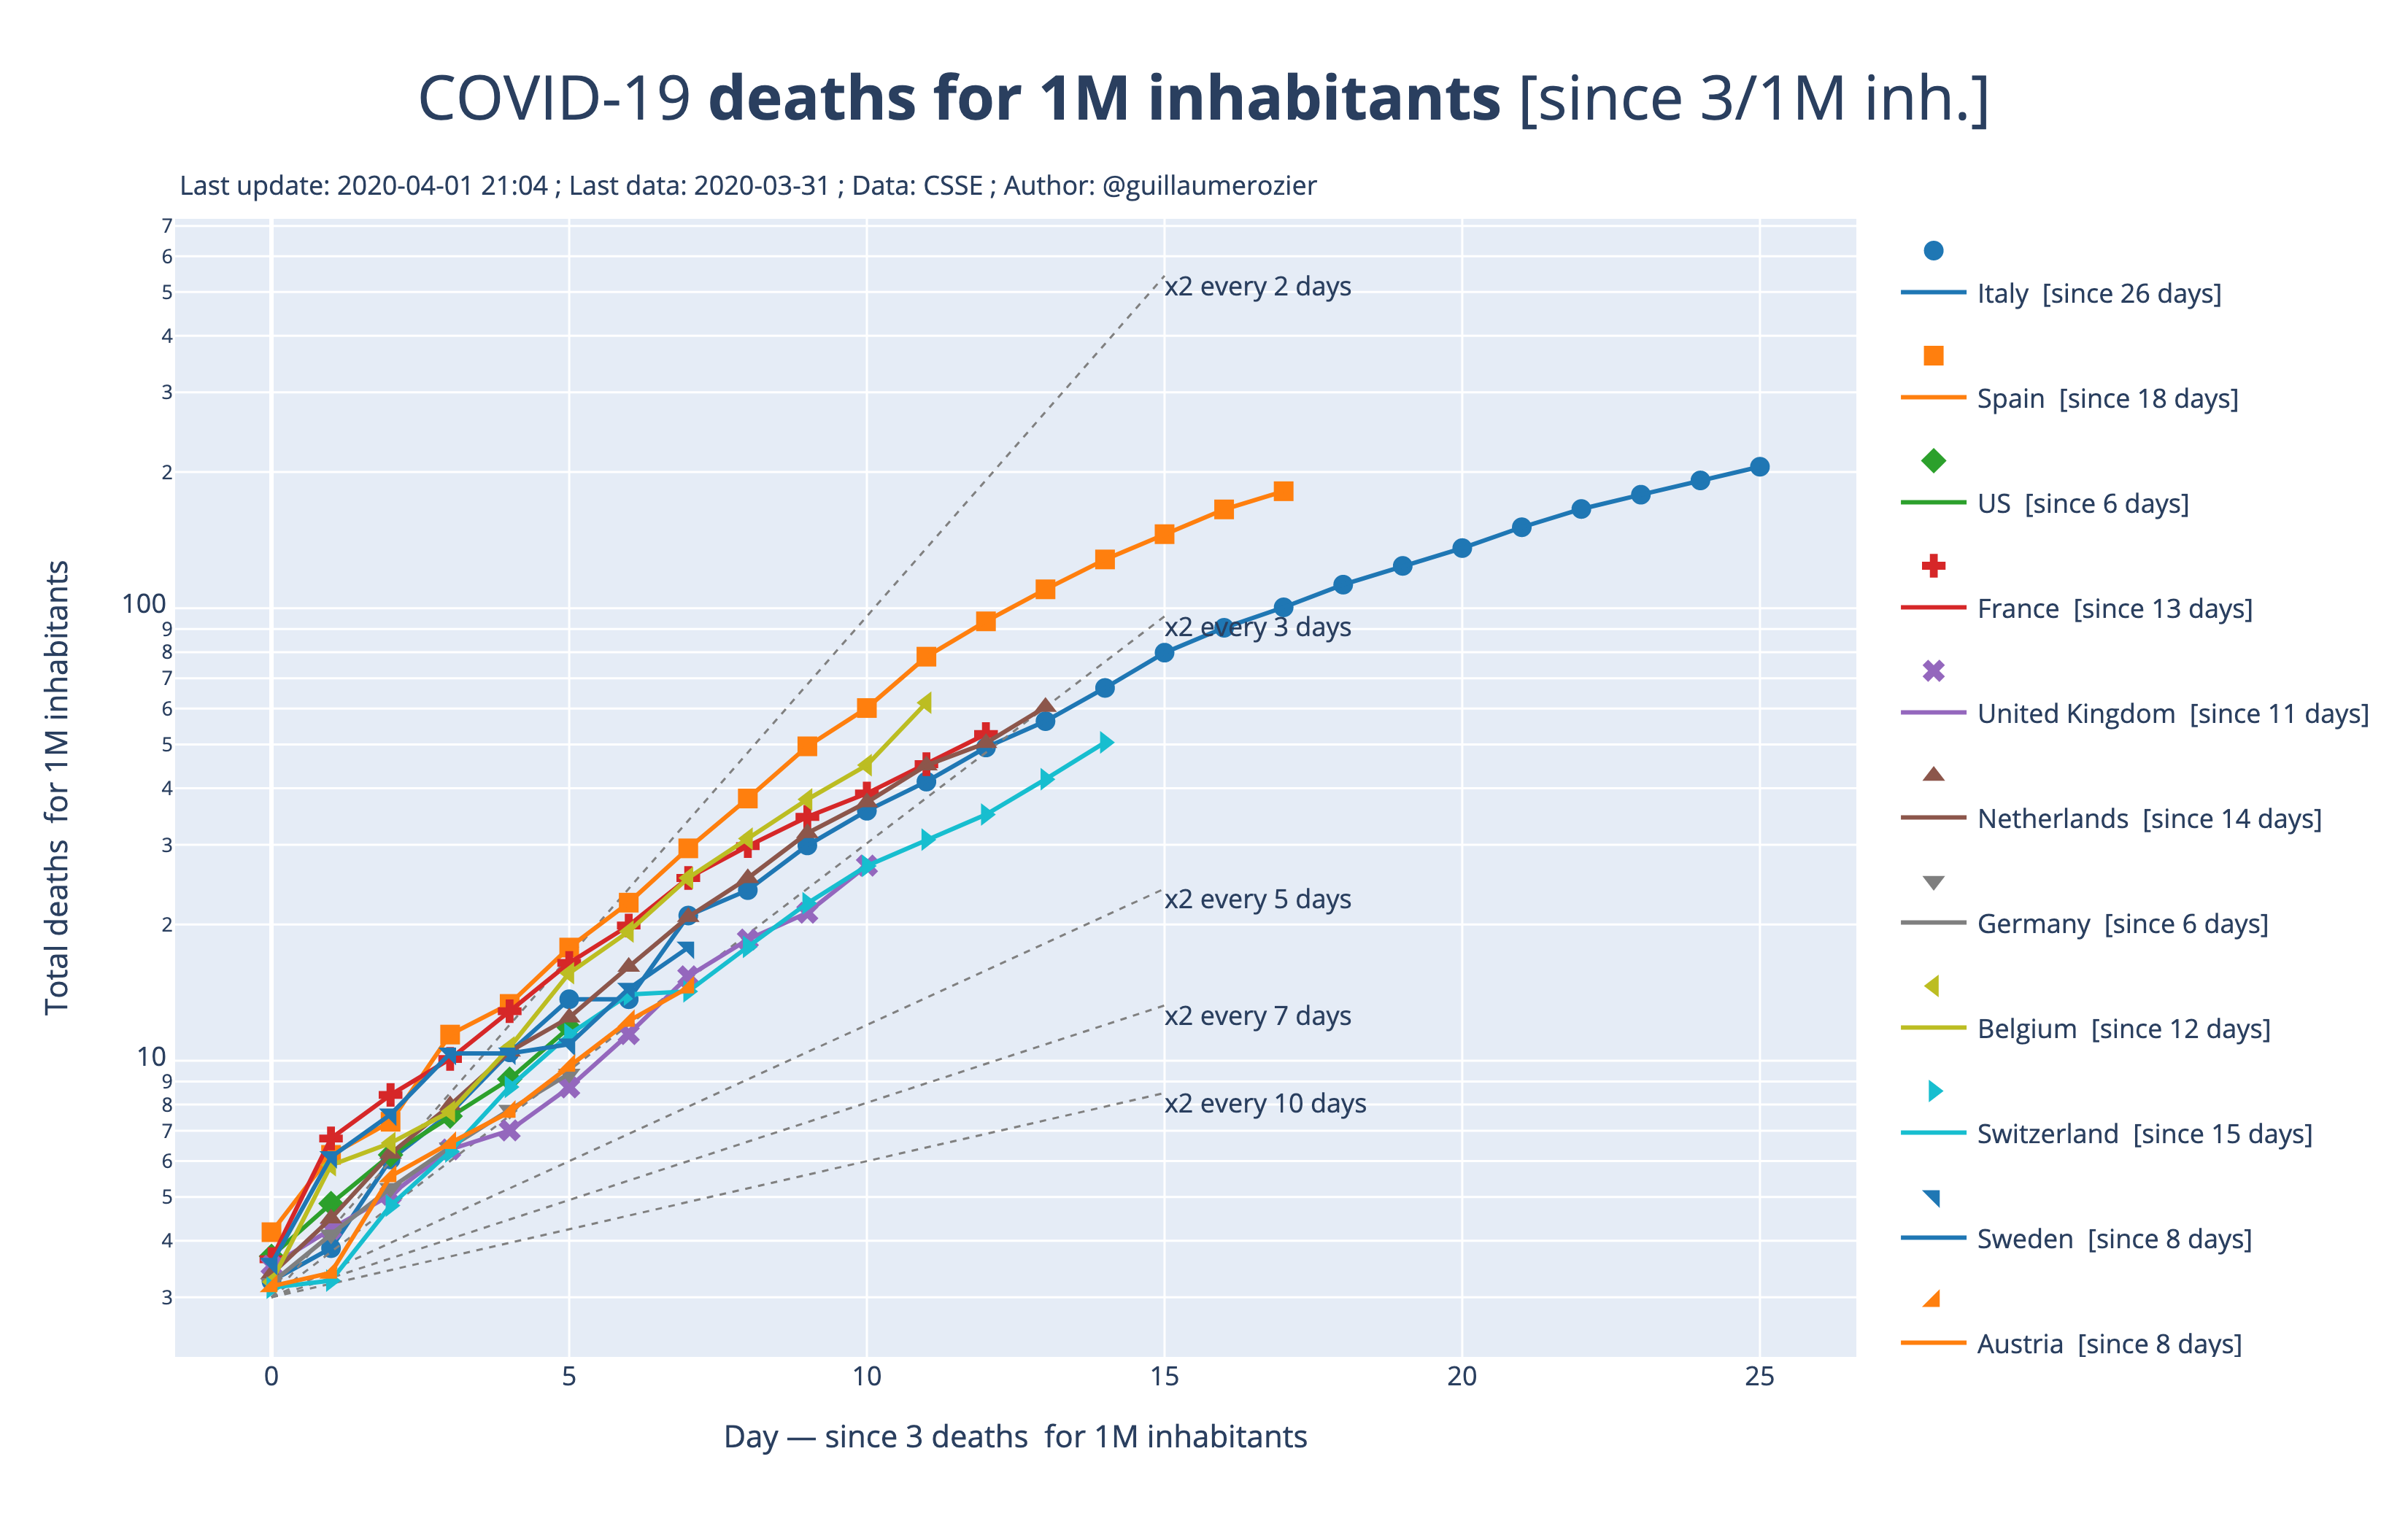 COVID-19 deaths for 1M inhabitants [since 3/1M inh.]
Last update: 2020-04-01 21:04 ; Last data: 2020-03-31 ; Data: CSSE ; Author: @guillaumerozier
Total deaths for 1M inhabitants
7
6
5
4
3
2
100
9
8
7
6
5
4
3
2
10
9
8
7
6
5
4
3
x2 every 2 days
x2 every 3 days
x2 every 5 days
x2 every 7 days
x2 every 10 days
0 5 10 15 20 25
Day — since 3 deaths for 1M inhabitants
Italy [since 26 days]
Spain [since 18 days]
US [since 6 days]
France [since 13 days]
United Kingdom [since 11 days]
Netherlands [since 14 days]
Germany [since 6 days]
Belgium [since 12 days]
Switzerland [since 15 days]
Sweden [since 8 days]
Austria [since 8 days]